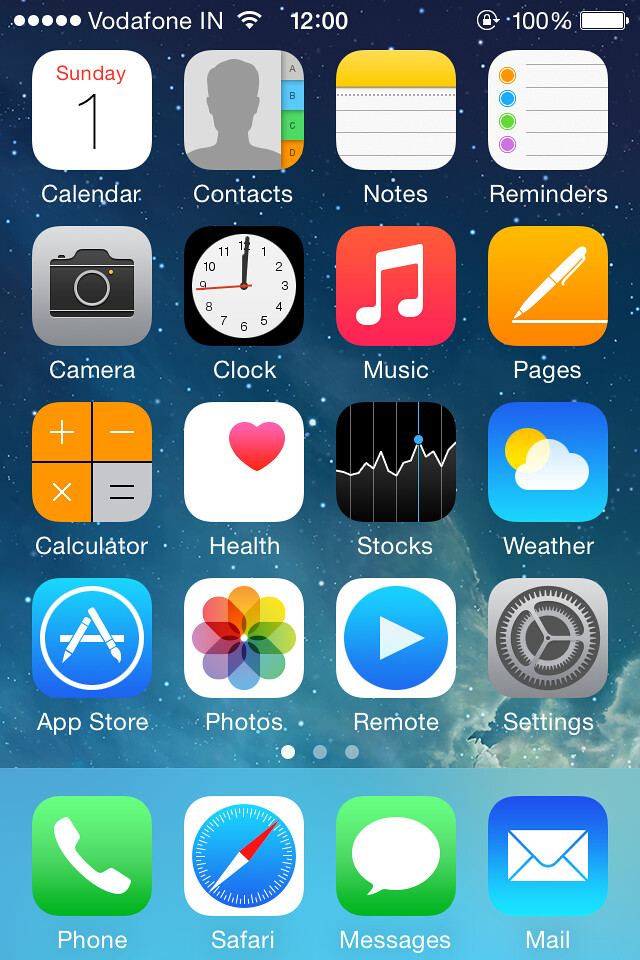 Vodafone IN 12:00 100%
Sunday
1
A
B
C
D
Calendar Contacts Notes Reminders
11 12 1
10 2
9 3
8 4
7 6 5
Camera Clock Music Pages
Calculator Health Stocks Weather
App Store Photos Remote Settings
Phone Safari Messages Mail